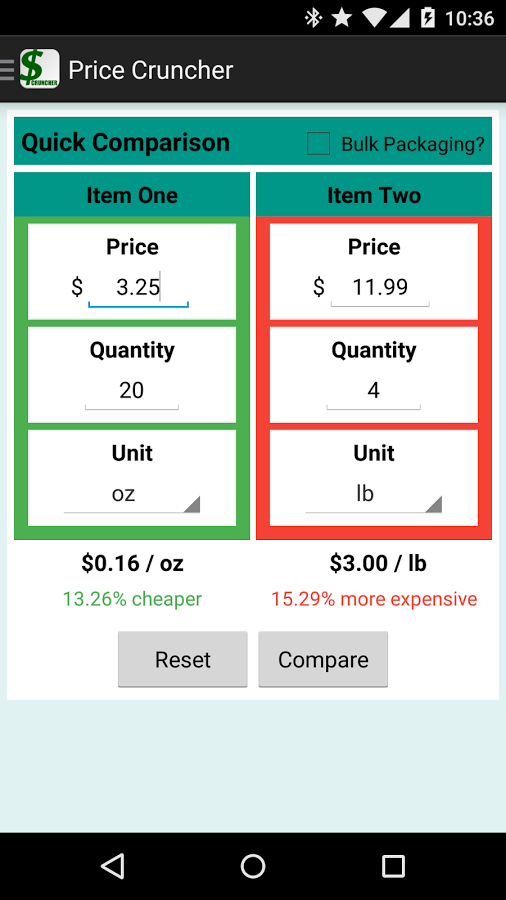 10:36
$ CRUNCHER Price Cruncher
Quick Comparison Bulk Packaging?
Item One Item Two
Price Price
$ 3.25 $ 11.99
Quantity Quantity
20 4
Unit Unit
oz lb
$0.16 / oz $3.00 / lb
13.26% cheaper 15.29% more expensive
Reset Compare